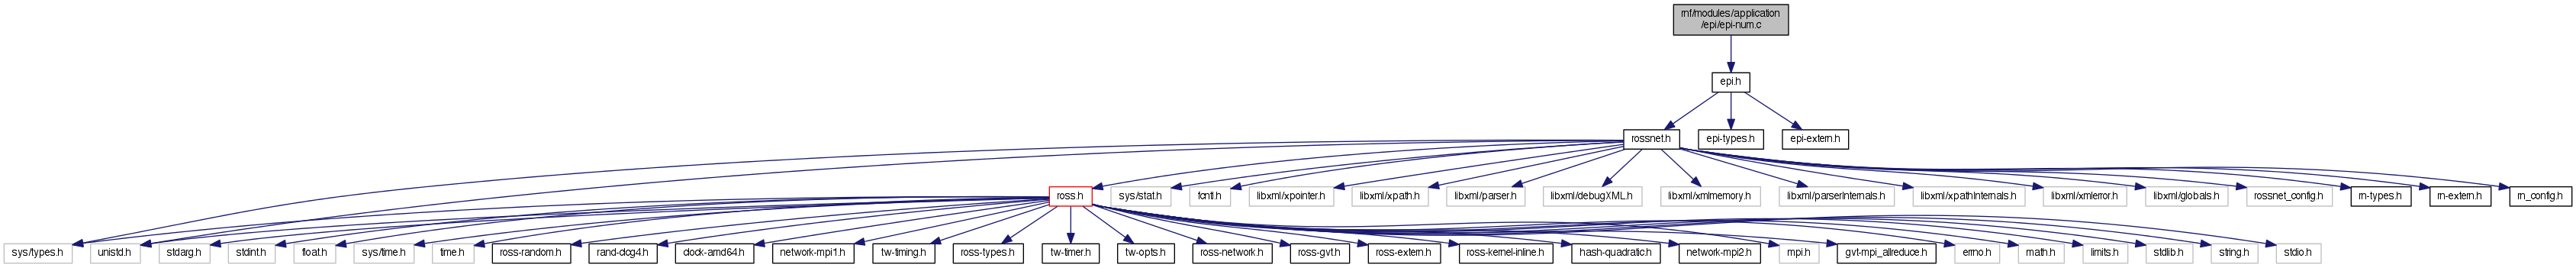 rnf/modules/application
/epi/epi-num.c
epi.h
rossnet.h
epi-types.h
epi-extern.h
ross.h
sys/stat.h
fcntl.h
libxml/xpointer.h
libxml/xpath.h
libxml/parser.h
libxml/debugXML.h
libxml/xmlmemory.h
libxml/parserInternals.h
libxml/xpathInternals.h
libxml/xmlerror.h
libxml/globals.h
rossnet_config.h
rn-types.h
rn-extern.h
rn_config.h
sys/types.h
unistd.h
stdarg.h
stdint.h
float.h
sys/time.h
time.h
ross-random.h
rand-clcg4.h
clock-amd64.h
network-mpi1.h
tw-timing.h
ross-types.h
tw-timer.h
tw-opts.h
ross-network.h
ross-gvt.h
ross-extern.h
ross-kernel-inline.h
hash-quadratic.h
network-mpi2.h
mpi.h
gvt-mpi_allreduce.h
errno.h
math.h
limits.h
stdlib.h
string.h
stdio.h